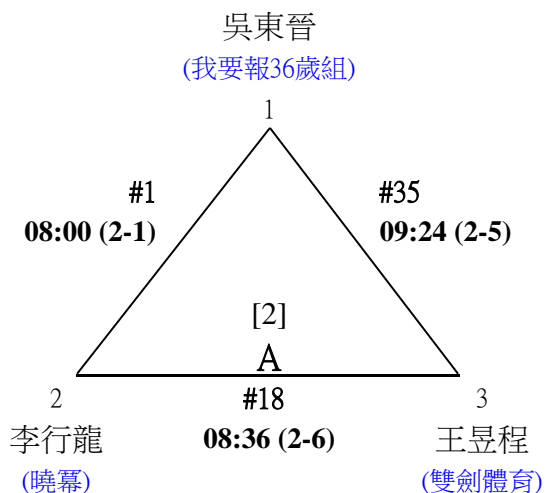 吳東晉
(我要報36歲組)
1
#1
08:00 (2-1)
#35
09:24 (2-5)
[2]
A
2
#18
3
李行龍
08:36 (2-6)
王昱程
(曉冪)
(雙劍體育)